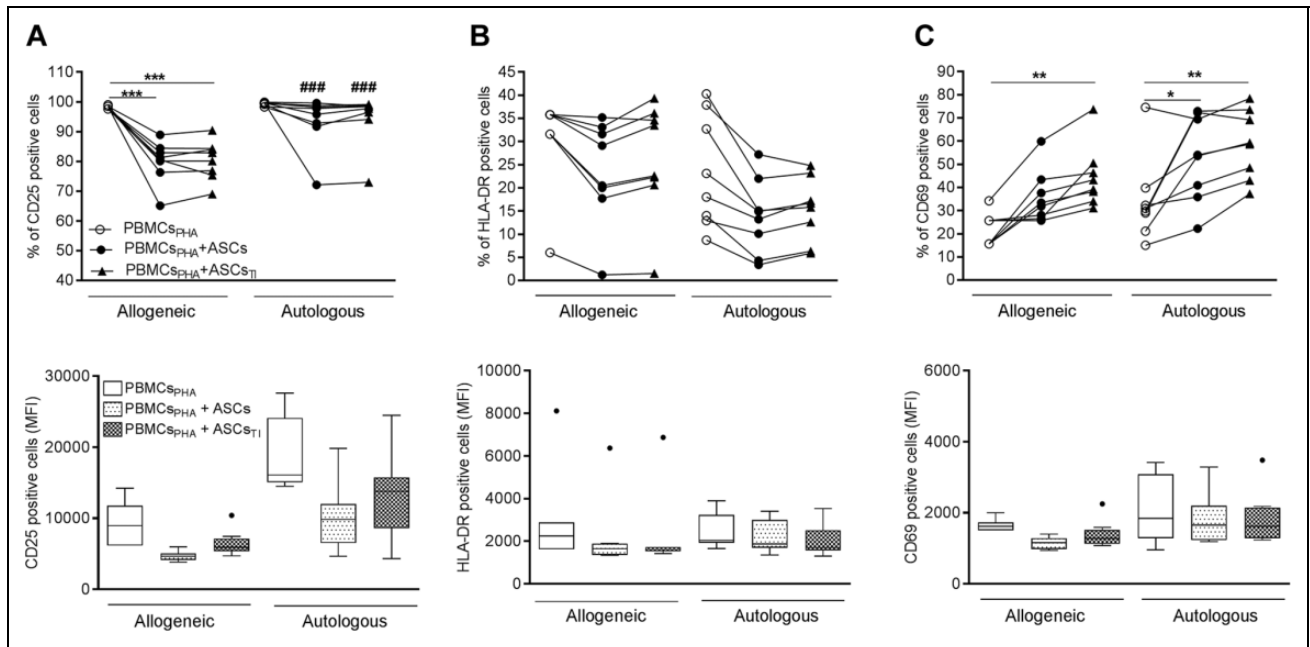 A
% of CD25 positive cells
110
100
90
80
70
60
50
40
***
***
###
###
PBMCsPHA
PBMCsPHA+ASCs
PBMCsPHA+ASCsTI
Allogeneic
Autologous
B
% of HLA-DR positive cells
45
40
35
30
25
20
15
10
5
0
Allogeneic
Autologous
C
% of CD69 positive cells
90
80
70
60
50
40
30
20
10
0
**
**
*
Allogeneic
Autologous
CD25 positive cells (MFI)
30000
20000
10000
0
PBMCsPHA
PBMCsPHA + ASCs
PBMCsPHA + ASCsTI
Allogeneic
Autologous
HLA-DR positive cells (MFI)
10000
8000
6000
4000
2000
0
Allogeneic
Autologous
CD69 positive cells (MFI)
6000
4000
2000
0
Allogeneic
Autologous